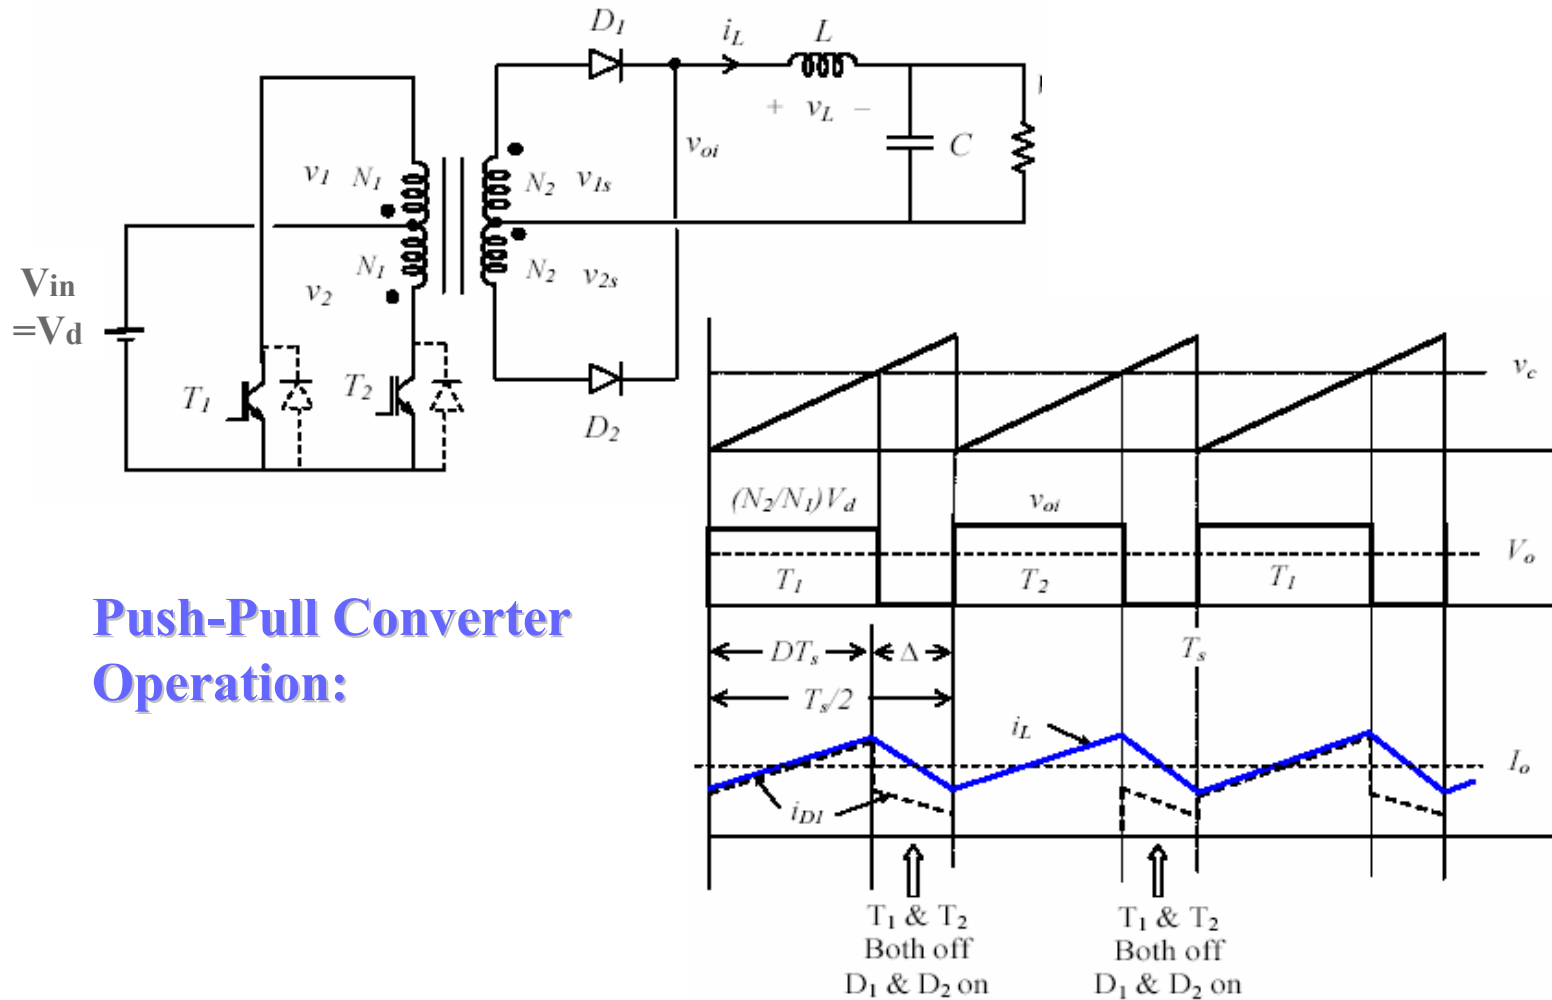 D1
iL
L
+ vL −
voi
C
v1 N1
N2 v1s
N1
N2 v2s
v2
Vin
=Vd
T1
T2
D2
vc
(N2/N1)Vd
voi
Vo
T1
T2
T1
Push-Pull Converter
Operation:
DTs
Δ
Ts
Ts/2
iL
Io
iD1
T1 & T2
Both off
D1 & D2 on
T1 & T2
Both off
D1 & D2 on